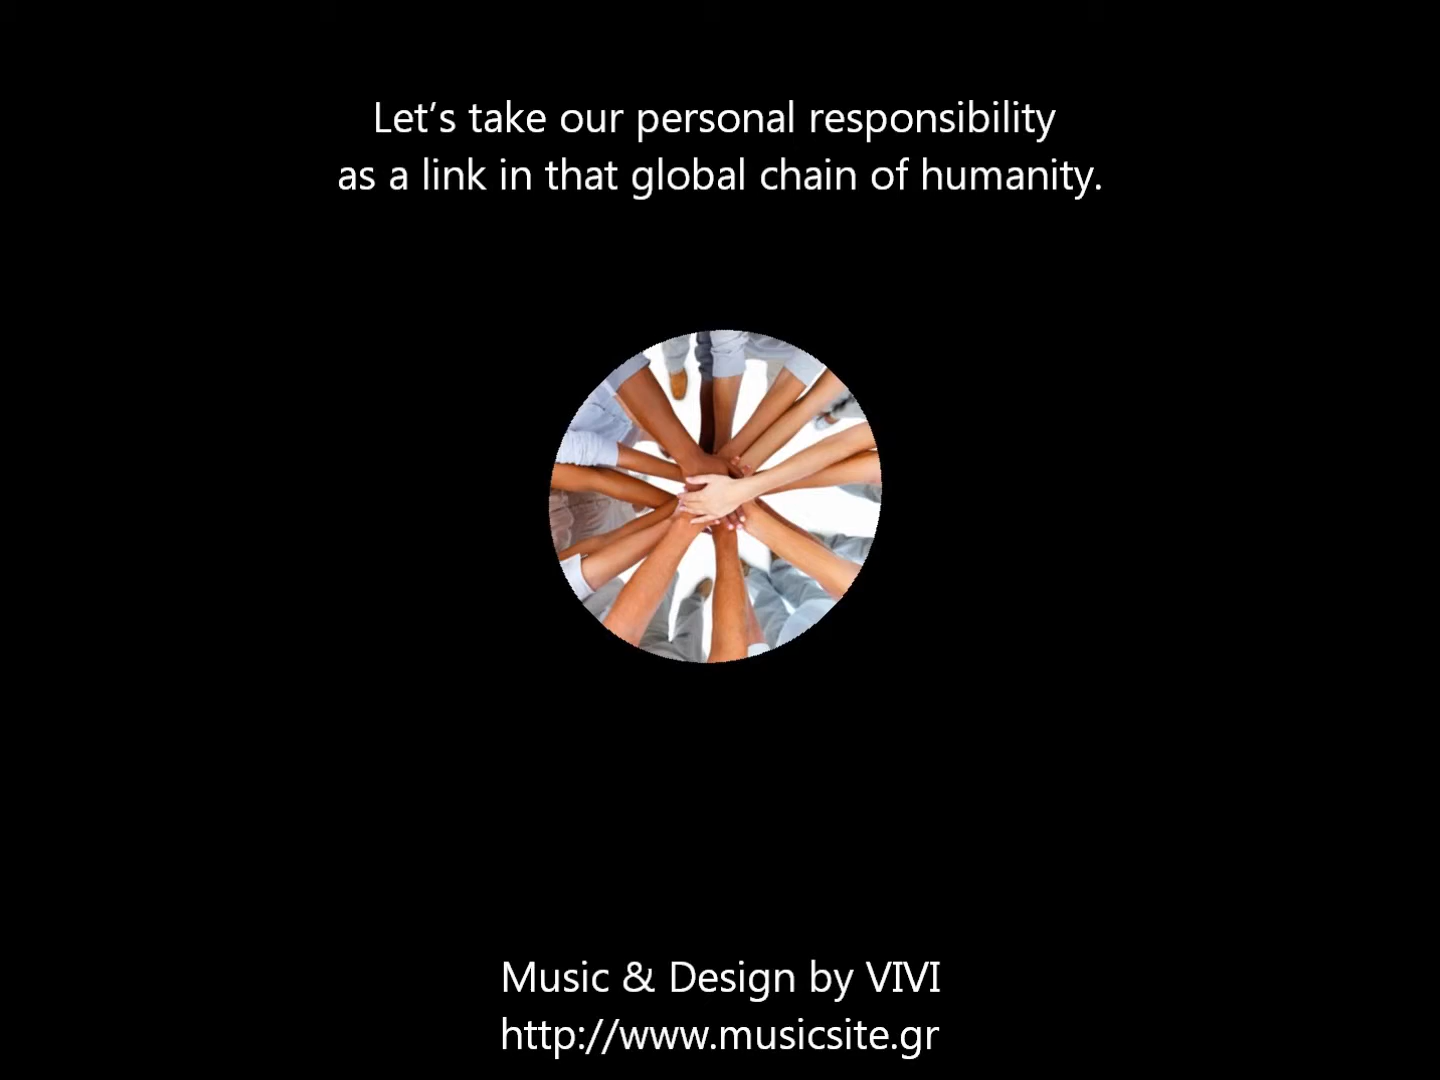 Let’s take our personal responsibility
as a link in that global chain of humanity.
Music & Design by VIVI
http://www.musicsite.gr